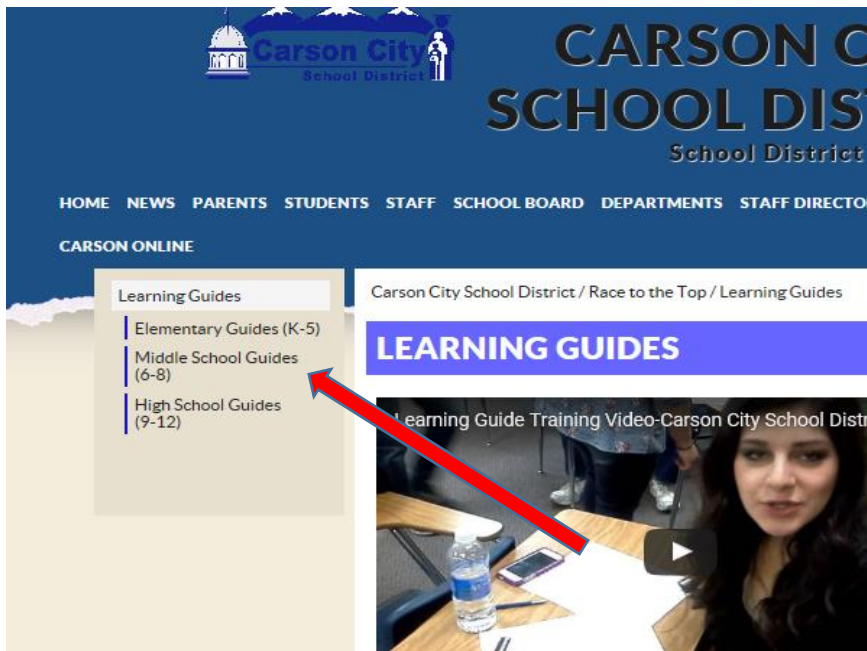 Carson City
School District
CARSON C
SCHOOL DIS
School District
HOME NEWS PARENTS STUDENTS STAFF SCHOOL BOARD DEPARTMENTS STAFF DIRECTO
CARSON ONLINE
Learning Guides
Elementary Guides (K-5)
Middle School Guides
(6-8)
High School Guides
(9-12)
Carson City School District / Race to the Top / Learning Guides
LEARNING GUIDES
Learning Guide Training Video-Carson City School Distr